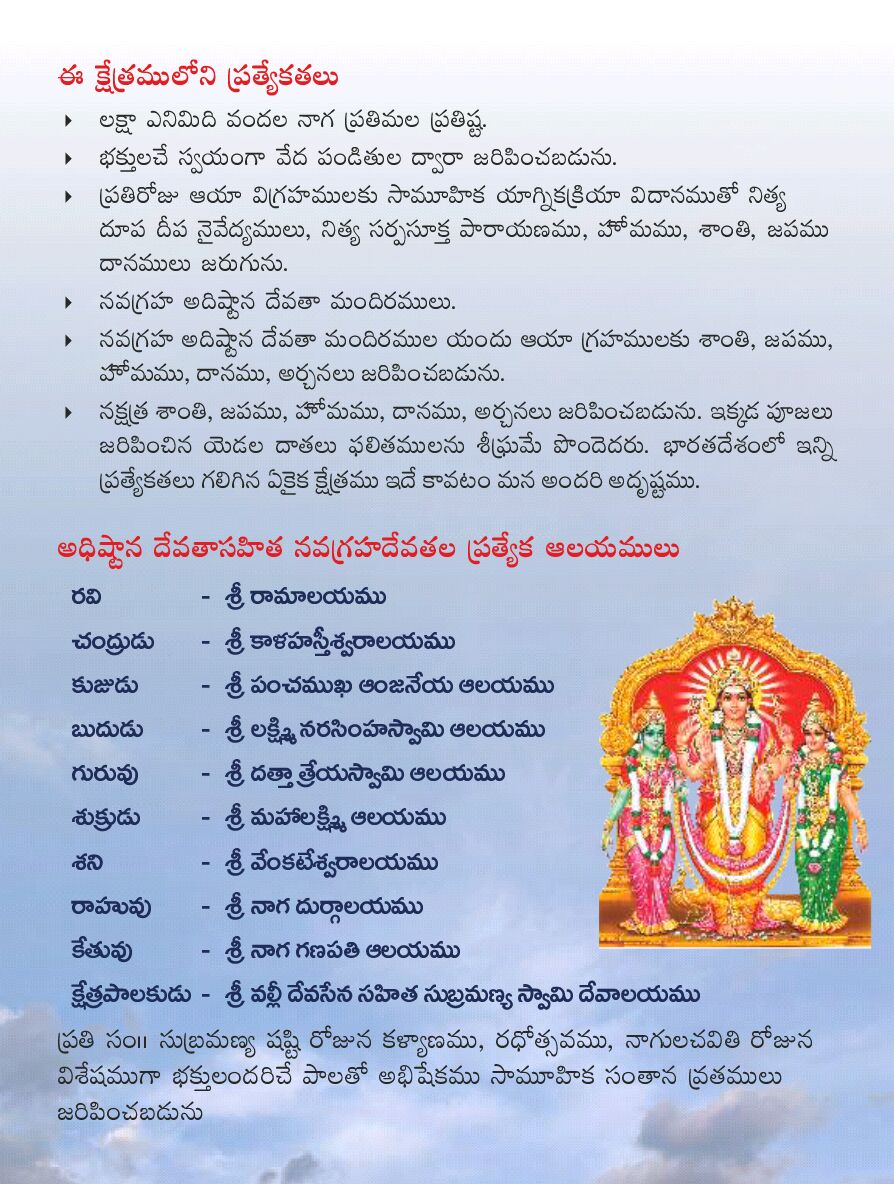 ఈ క్షేత్రములోని ప్రత్యేకతలు
లక్షా ఎనిమిది వందల నాగ ప్రతిమల ప్రతిష్ట.
భక్తులచే స్వయంగా వేద పండితుల ద్వారా జరిపించబడును.
ప్రతిరోజు ఆయా విగ్రహములకు సామూహిక యాగ్నికక్రియా విదానముతో నిత్య
దూప దీప నైవేద్యములు, నిత్య సర్పసూక్త పారాయణము, హోమము, శాంతి, జపము
దానములు జరుగును.
నవగ్రహ అదిష్టాన దేవతా మందిరములు.
నవగ్రహ అదిష్టాన దేవతా మందిరముల యందు ఆయా గ్రహములకు శాంతి, జపము,
హోమము, దానము, అర్చనలు జరిపించబడును.
నక్షత్ర శాంతి, జపము, హోమము, దానము, అర్చనలు జరిపించబడును. ఇక్కడ పూజలు
జరిపించిన యెడల దాతలు ఫలితములను శీఘ్రమే పొందెదరు. భారతదేశంలో ఇన్ని
ప్రత్యేకతలు గలిగిన ఏకైక క్షేత్రము ఇదే కావటం మన అందరి అదృష్టము.
అధిష్టాన దేవతాసహిత నవగ్రహదేవతల ప్రత్యేక ఆలయములు
రవి - శ్రీ రామాలయము
చంద్రుడు - శ్రీ కాళహస్తీశ్వరాలయము
కుజుడు - శ్రీ పంచముఖ ఆంజనేయ ఆలయము
బుదుడు - శ్రీ లక్ష్మి నరసింహస్వామి ఆలయము
గురువు - శ్రీ దత్తా త్రేయస్వామి ఆలయము
శుక్రుడు - శ్రీ మహాలక్ష్మి ఆలయము
శని - శ్రీ వేంకటేశ్వరాలయము
రాహువు - శ్రీ నాగ దుర్గాలయము
కేతువు - శ్రీ నాగ గణపతి ఆలయము
క్షేత్రపాలకుడు - శ్రీ వల్లీ దేవసేన సహిత సుబ్రమణ్య స్వామి దేవాలయము
ప్రతి సం॥ సుబ్రమణ్య షష్టి రోజున కళ్యాణము, రధోత్సవము, నాగులచవితి రోజున
విశేషముగా భక్తులందరిచే పాలతో అభిషేకము సామూహిక సంతాన వ్రతములు
జరిపించబడును